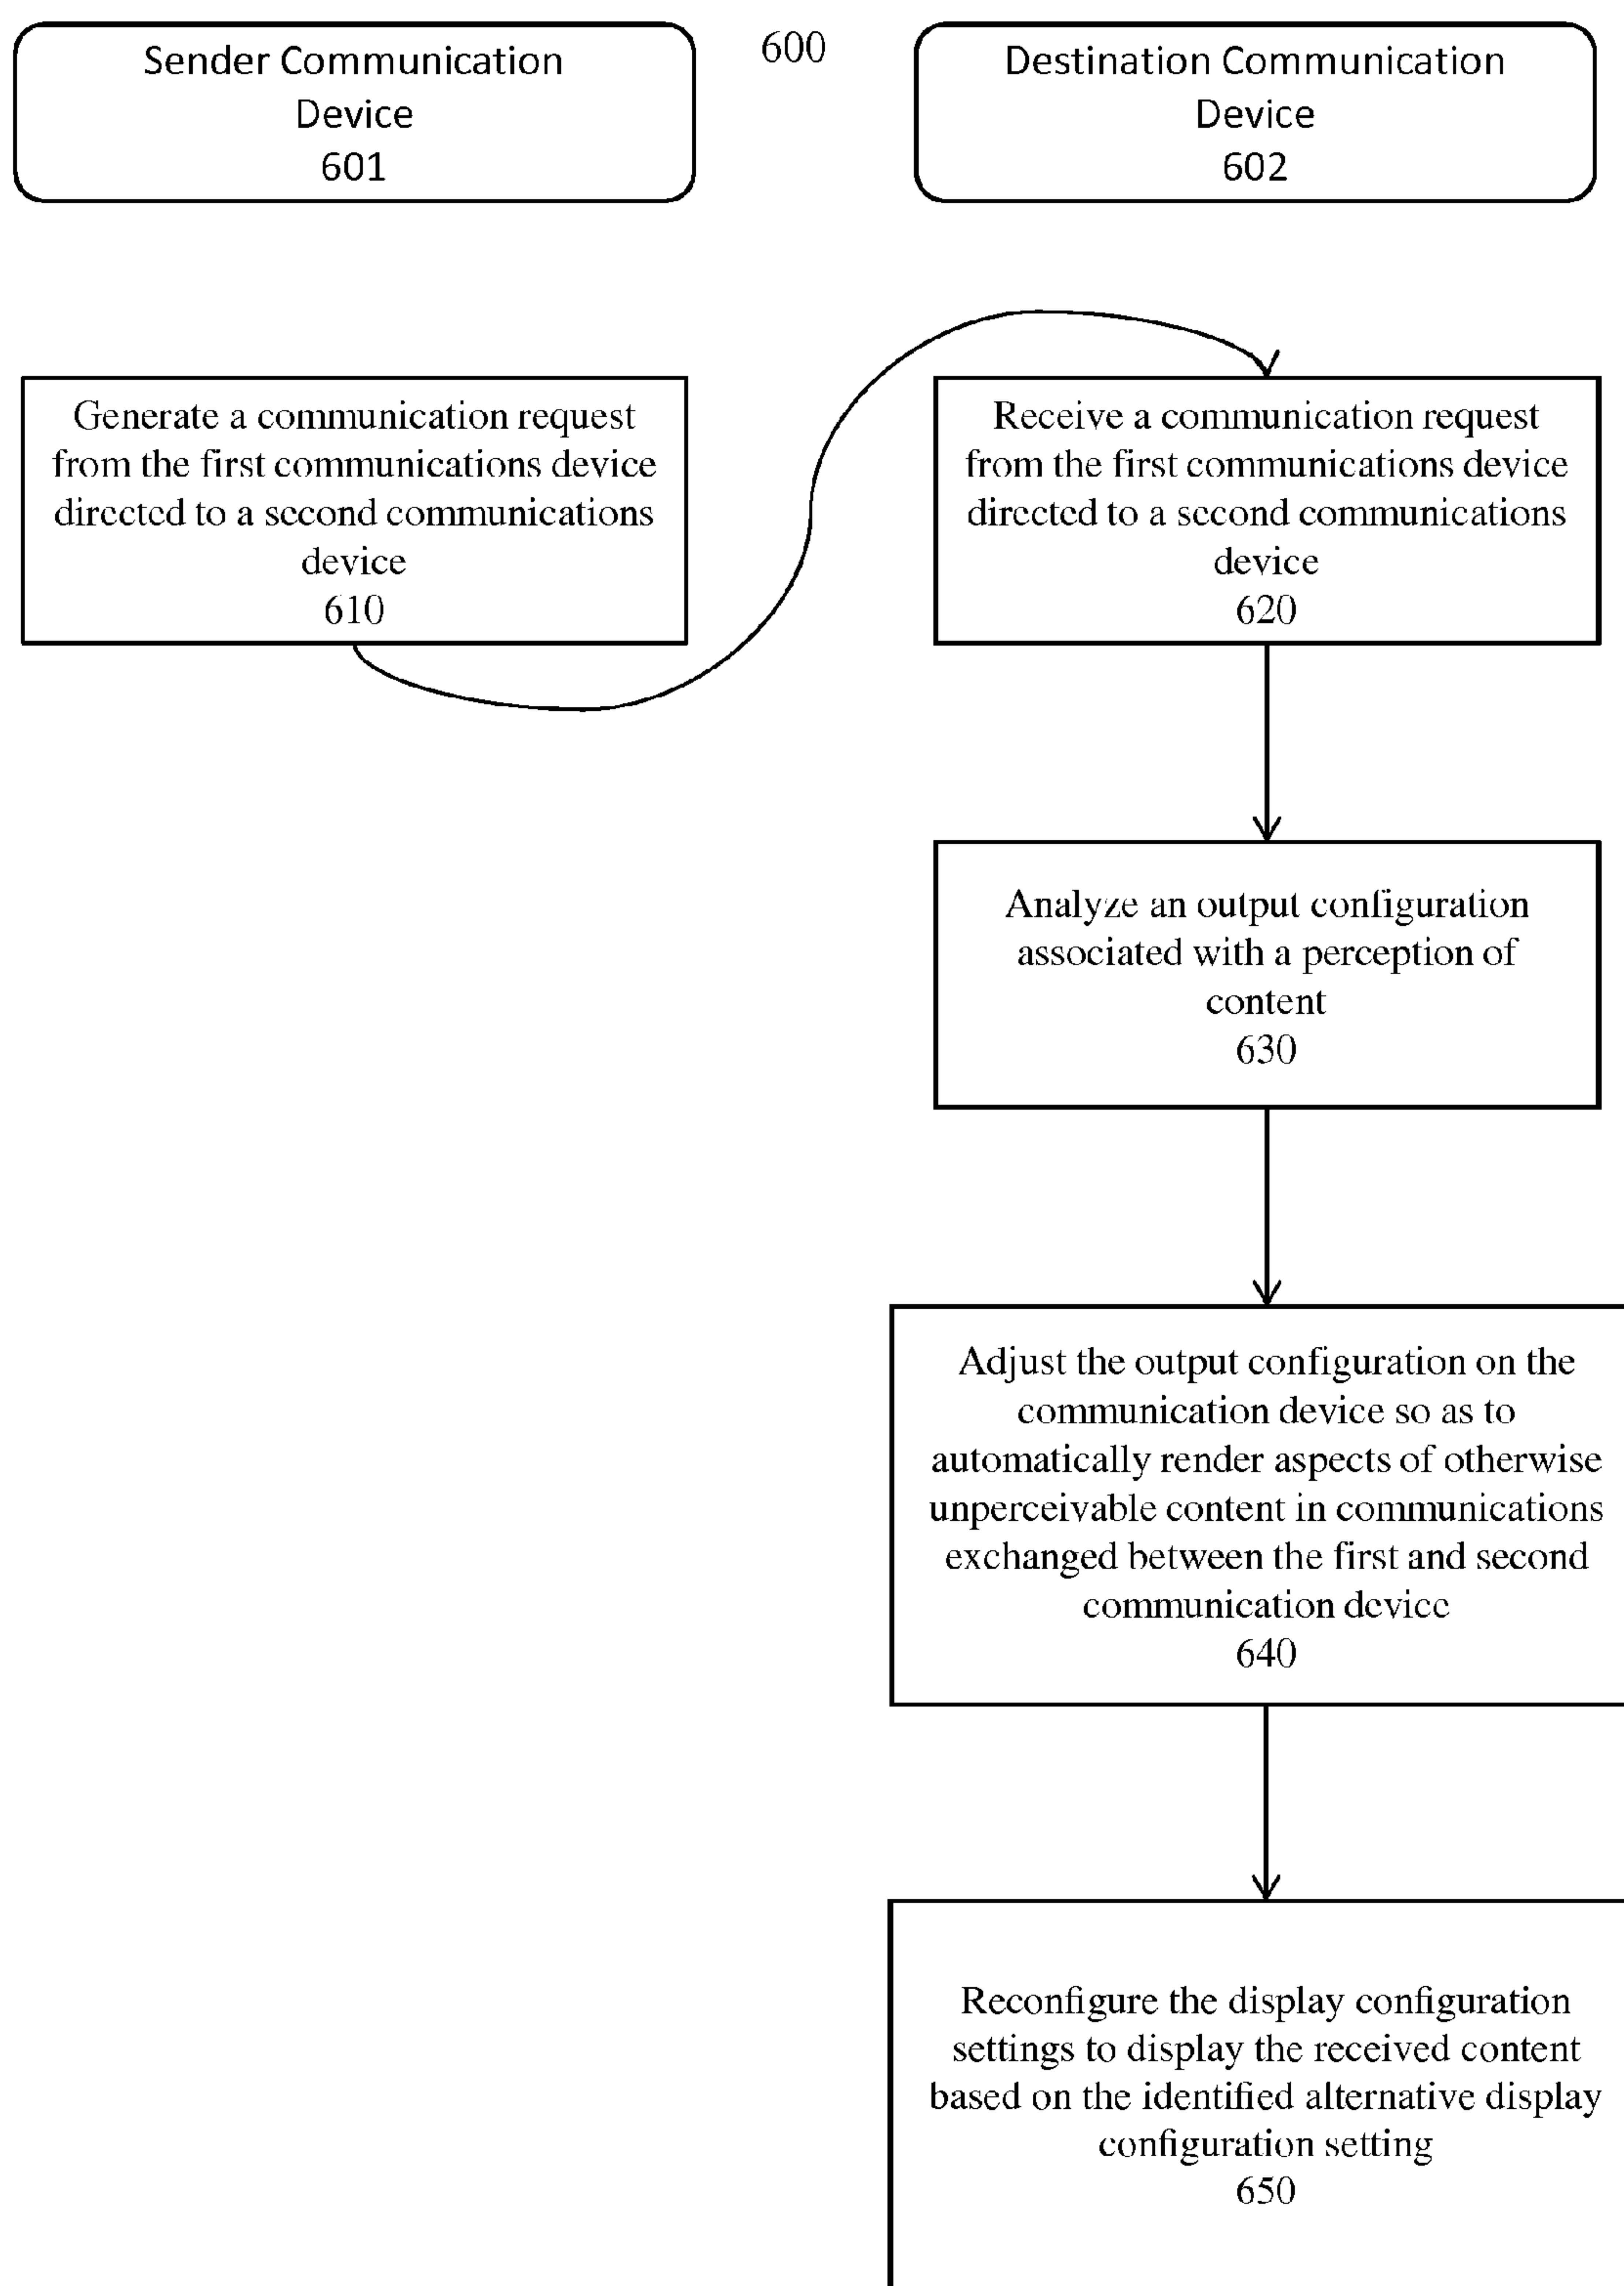 Sender Communication
Device
601
600
Destination Communication
Device
602
Generate a communication request
from the first communications device
directed to a second communications
device
610
Receive a communication request
from the first communications device
directed to a second communications
device
620
Analyze an output configuration
associated with a perception of
content
630
Adjust the output configuration on the
communication device so as to
automatically render aspects of otherwise
unperceivable content in communications
exchanged between the first and second
communication device
640
Reconfigure the display configuration
settings to display the received content
based on the identified alternative display
configuration setting
650